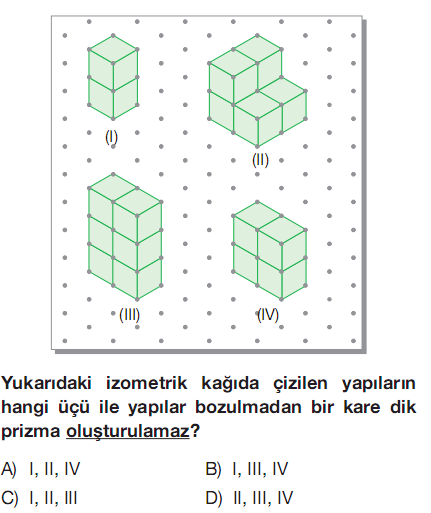 (I)
(II)
(III)
(IV)
Yukarıdaki izometrik kağıda çizilen yapıların
hangi üçü ile yapılar bozulmadan bir kare dik
prizma oluşturulamaz?
A) I, II, IV
B) I, III, IV
C) I, II, III
D) II, III, IV